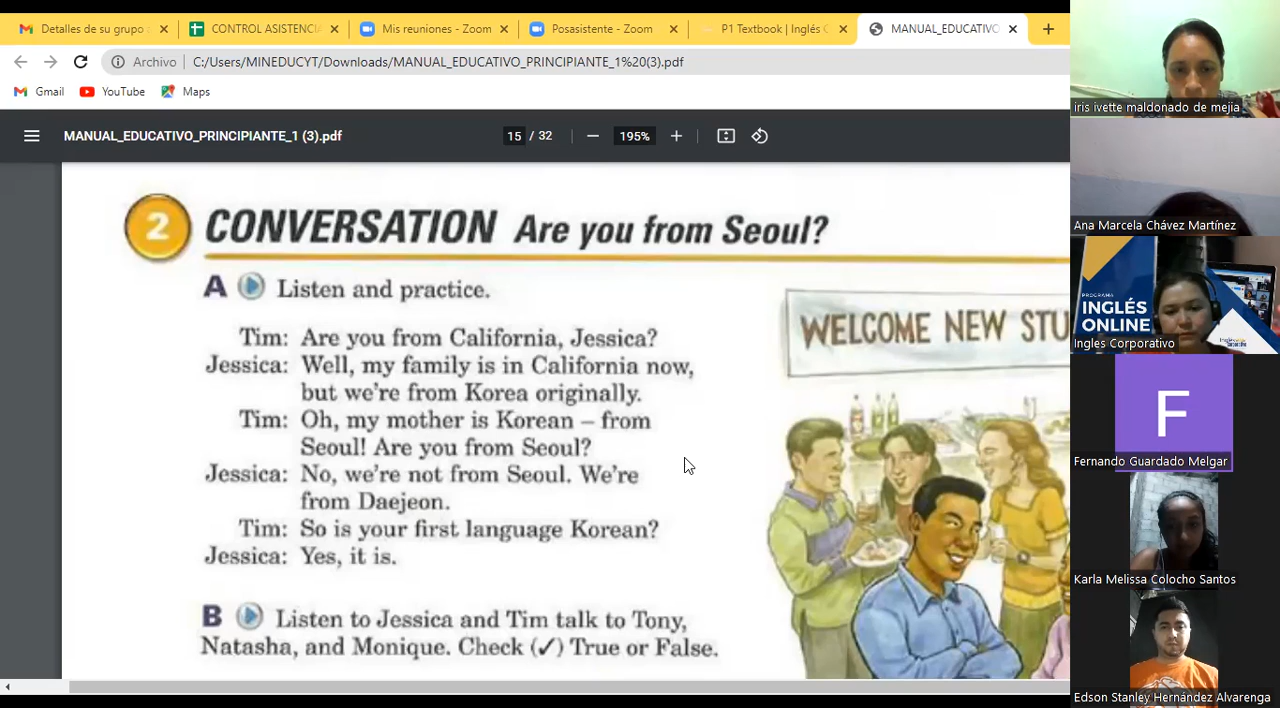 Detalles de su grupo
CONTROL ASISTENCIA
Mis reuniones - Zoom
Posasistente - Zoom
P1 Textbook | Inglés C
MANUAL_EDUCATIVO
Archivo
C:/Users/MINEDUCYT/Downloads/MANUAL_EDUCATIVO_PRINCIPIANTE_1%20(3).pdf
Gmail
YouTube
Maps
MANUAL_EDUCATIVO_PRINCIPIANTE_1 (3).pdf
15 / 32
195%
2 CONVERSATION Are you from Seoul?
A Listen and practice.
Tim: Are you from California, Jessica?
Jessica: Well, my family is in California now,
but we're from Korea originally.
Tim: Oh, my mother is Korean – from
Seoul! Are you from Seoul?
Jessica: No, we're not from Seoul. We're
from Daejeon.
Tim: So is your first language Korean?
Jessica: Yes, it is.
B Listen to Jessica and Tim talk to Tony,
Natasha, and Monique. Check (✓) True or False.
WELCOME NEW STU
iris ivette maldonado de mejia
Ana Marcela Chávez Martínez
PROGRAMA
INGLÉS
ONLINE
Ingles Corporativo
F
Fernando Guardado Melgar
Karla Melissa Colocho Santos
Edson Stanley Hernández Alvarenga